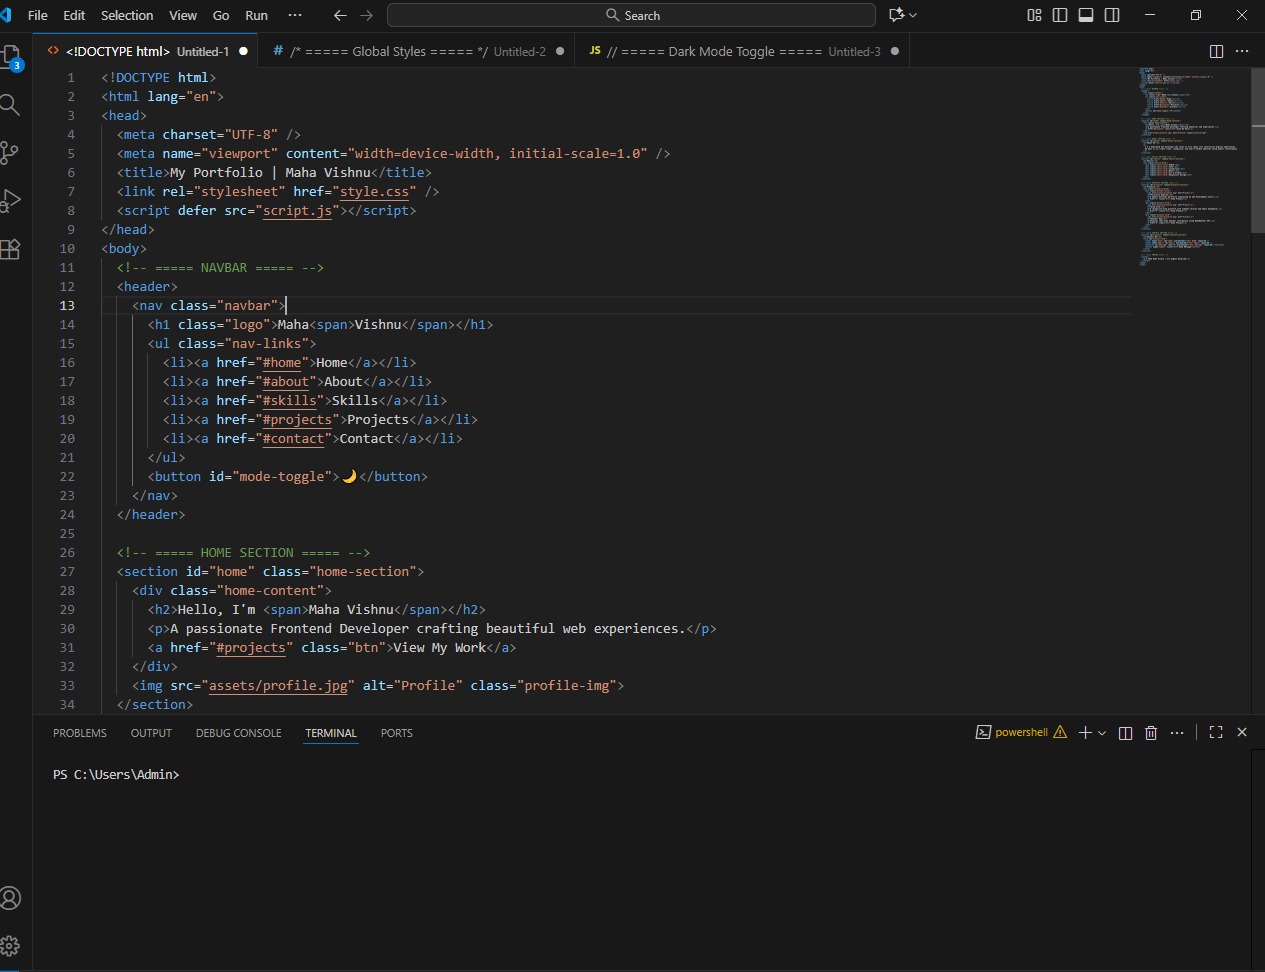 File Edit Selection View Go Run ··· Search
<!DOCTYPE html> Untitled-1 # /* ===== Global Styles ===== */ Untitled-2 JS // ===== Dark Mode Toggle ===== Untitled-3
3
1 <!DOCTYPE html>
2 <html lang="en">
3 <head>
4 <meta charset="UTF-8" />
5 <meta name="viewport" content="width=device-width, initial-scale=1.0" />
6 <title>My Portfolio | Maha Vishnu</title>
7 <link rel="stylesheet" href="style.css" />
8 <script defer src="script.js"></script>
9 </head>
10 <body>
11 <!-- ===== NAVBAR ===== -->
12 <header>
13 <nav class="navbar">
14 <h1 class="logo">Maha<span>Vishnu</span></h1>
15 <ul class="nav-links">
16 <li><a href="#home">Home</a></li>
17 <li><a href="#about">About</a></li>
18 <li><a href="#skills">Skills</a></li>
19 <li><a href="#projects">Projects</a></li>
20 <li><a href="#contact">Contact</a></li>
21 </ul>
22 <button id="mode-toggle">🌙</button>
23 </nav>
24 </header>
25
26 <!-- ===== HOME SECTION ===== -->
27 <section id="home" class="home-section">
28 <div class="home-content">
29 <h2>Hello, I'm <span>Maha Vishnu</span></h2>
30 <p>A passionate Frontend Developer crafting beautiful web experiences.</p>
31 <a href="#projects" class="btn">View My Work</a>
32 </div>
33 <img src="assets/profile.jpg" alt="Profile" class="profile-img">
34 </section>
PROBLEMS OUTPUT DEBUG CONSOLE TERMINAL PORTS powershell
PS C:\Users\Admin>